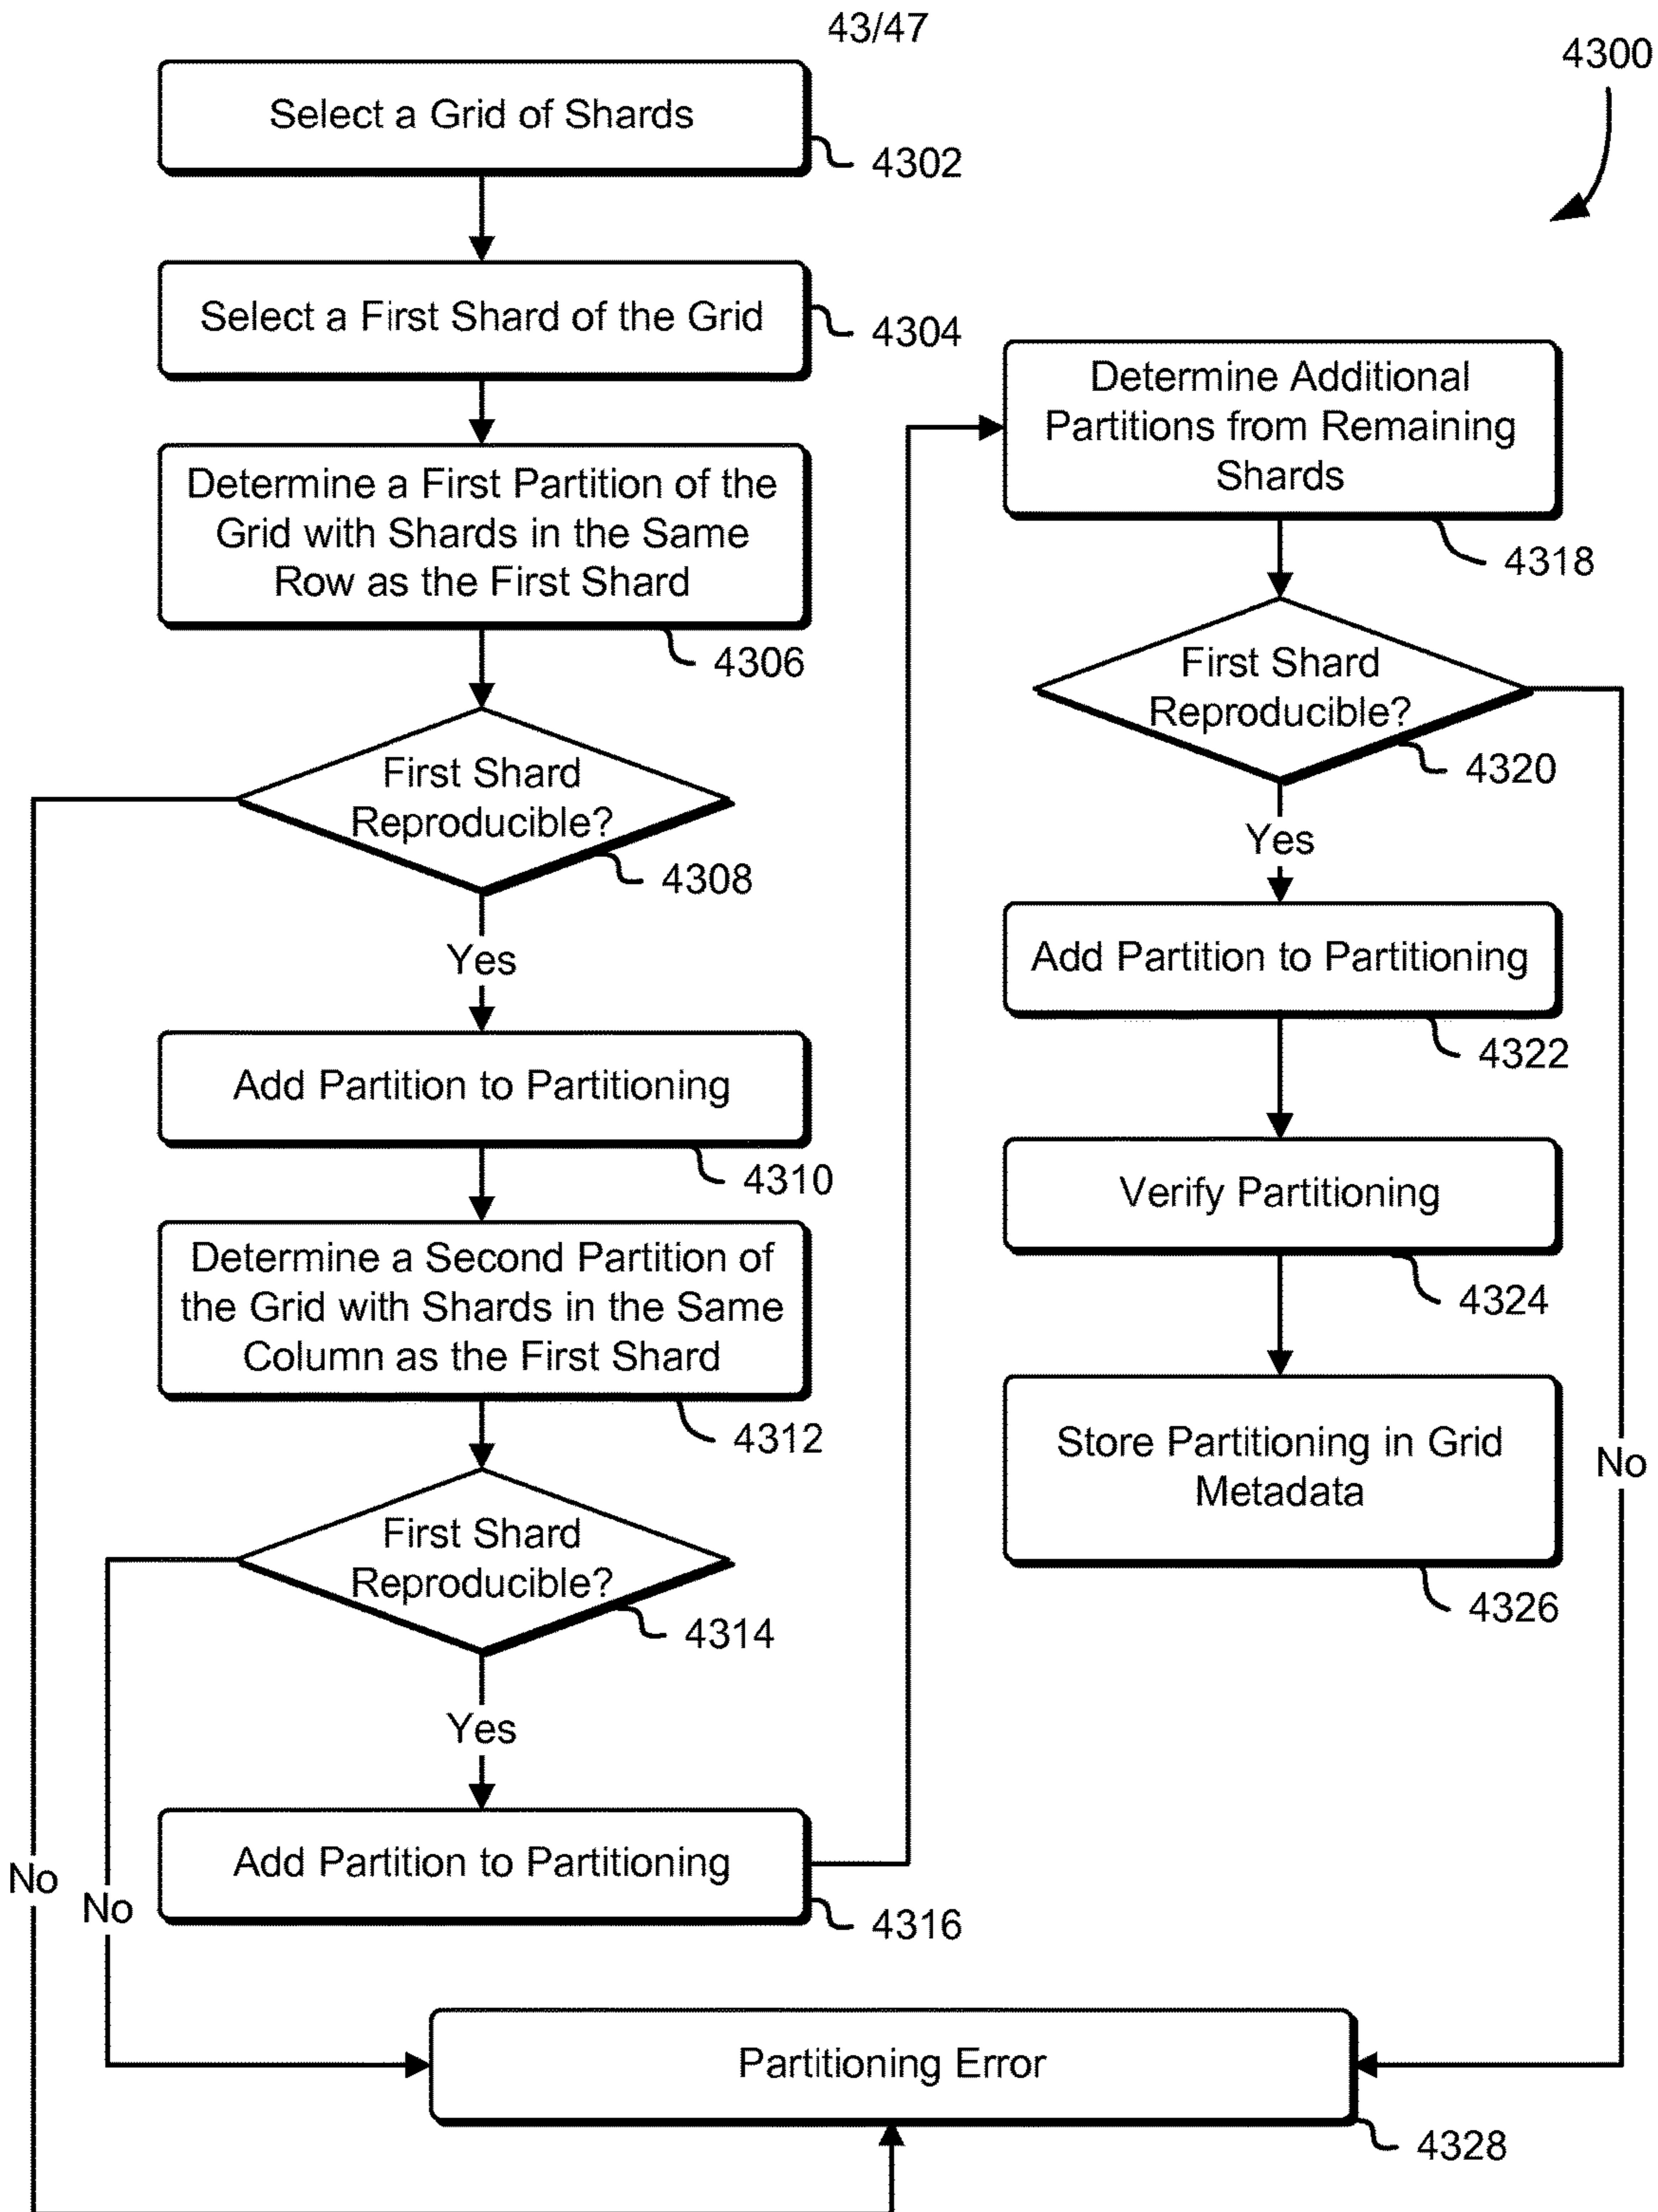 43/47
4300
Select a Grid of Shards
4302
Select a First Shard of the Grid
4304
Determine a First Partition of the
Grid with Shards in the Same
Row as the First Shard
4306
First Shard
Reproducible?
4308
Yes
Add Partition to Partitioning
4310
Determine a Second Partition of
the Grid with Shards in the Same
Column as the First Shard
4312
First Shard
Reproducible?
4314
Yes
Add Partition to Partitioning
4316
No
No
Determine Additional
Partitions from Remaining
Shards
4318
First Shard
Reproducible?
4320
Yes
Add Partition to Partitioning
4322
Verify Partitioning
4324
Store Partitioning in Grid
Metadata
4326
No
Partitioning Error
4328